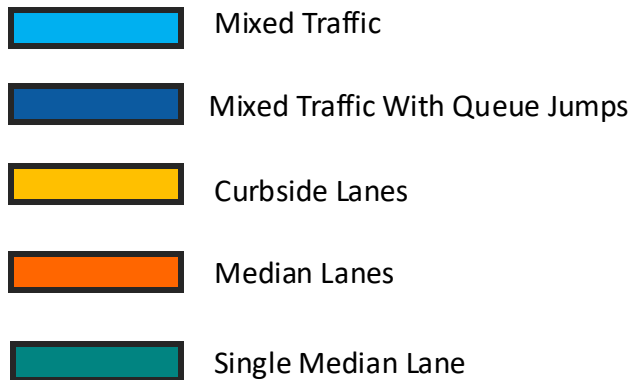 Mixed Traffic
Mixed Traffic With Queue Jumps
Curbside Lanes
Median Lanes
Single Median Lane